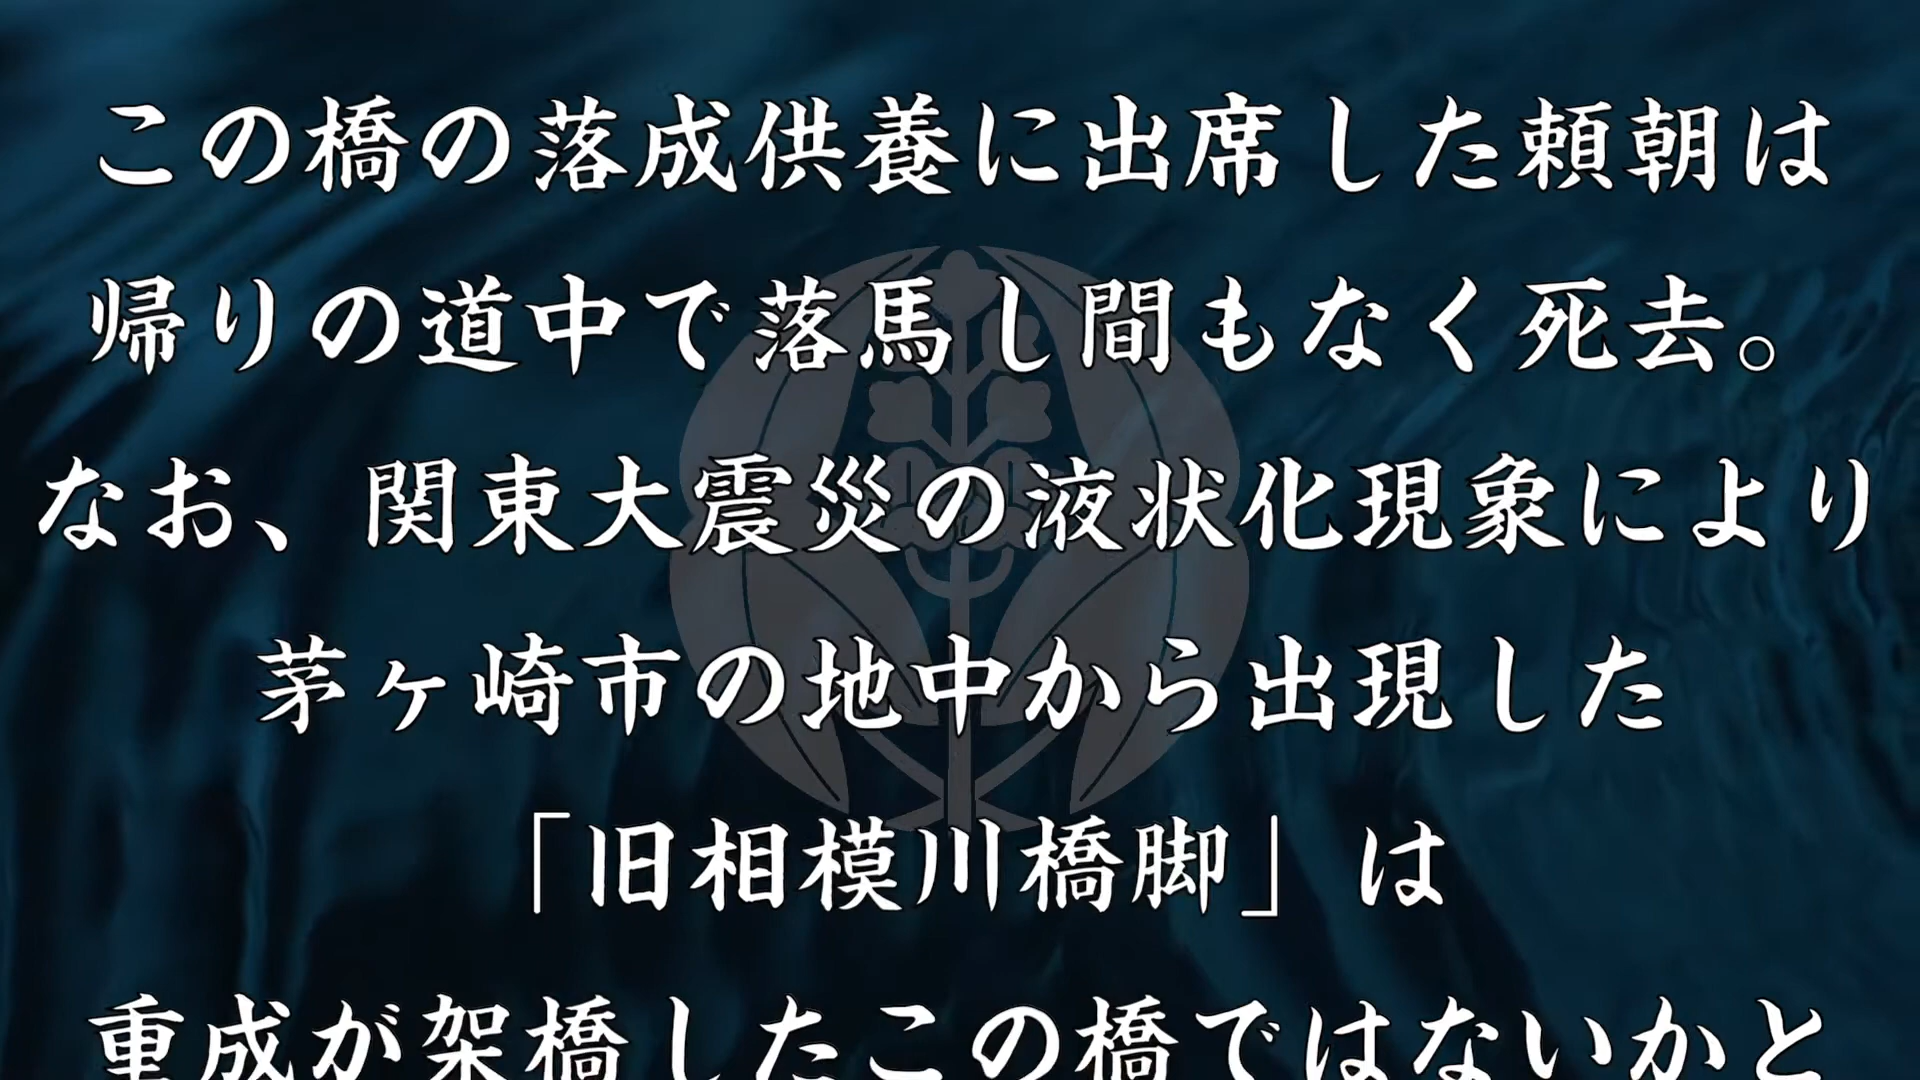 この橋の落成供養に出席した頼朝は
帰りの道中で落馬し間もなく死去。
なお、関東大震災の液状化現象により
茅ヶ崎市の地中から出現した
「旧相模川橋脚」は
重成が架橋したこの橋ではないかと